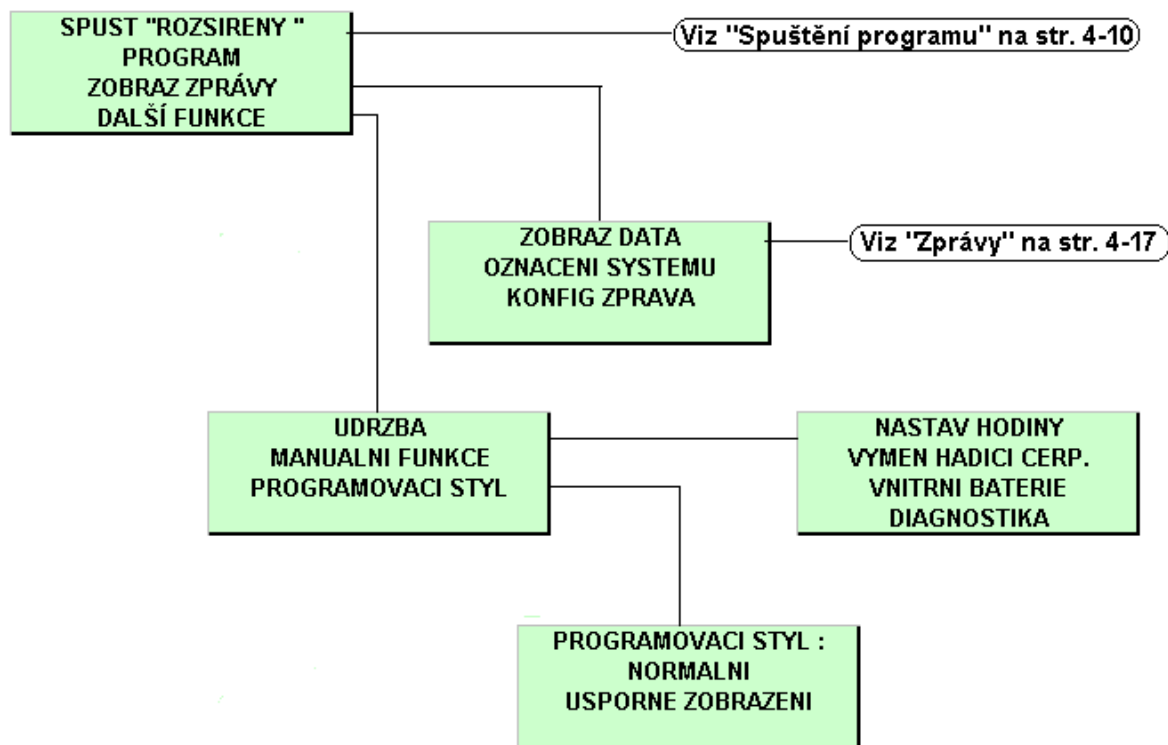 SPUST "ROZSIRENY "
PROGRAM
ZOBRAZ ZPRÁVY
DALŠÍ FUNKCE
Viz "Spuštění programu" na str. 4-10
ZOBRAZ DATA
OZNACENI SYSTEMU
KONFIG ZPRAVA
Viz "Zprávy" na str. 4-17
UDRZBA
MANUALNI FUNKCE
PROGRAMOVACI STYL
NASTAV HODINY
VYMEN HADICI CERP.
VNITRNI BATERIE
DIAGNOSTIKA
PROGRAMOVACI STYL :
NORMALNI
USPORNE ZOBRAZENI